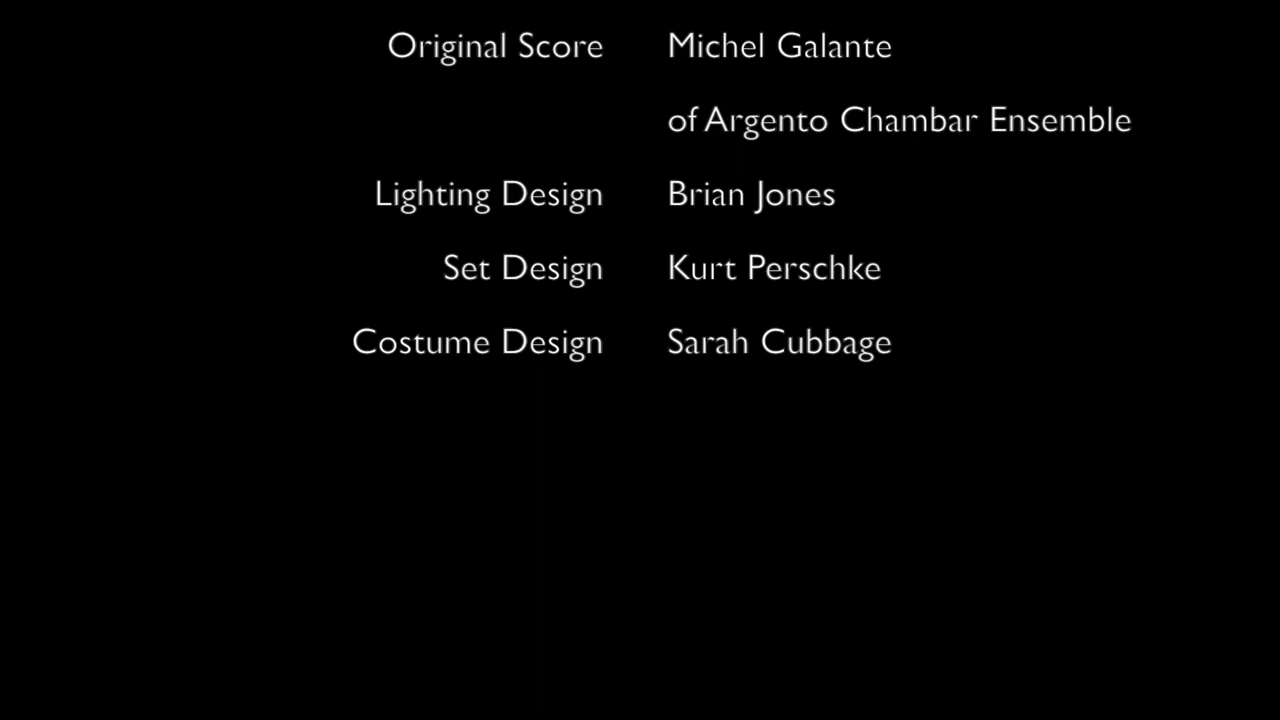 Original Score Michel Galante
of Argento Chambar Ensemble
Lighting Design Brian Jones
Set Design Kurt Perschke
Costume Design Sarah Cubbage